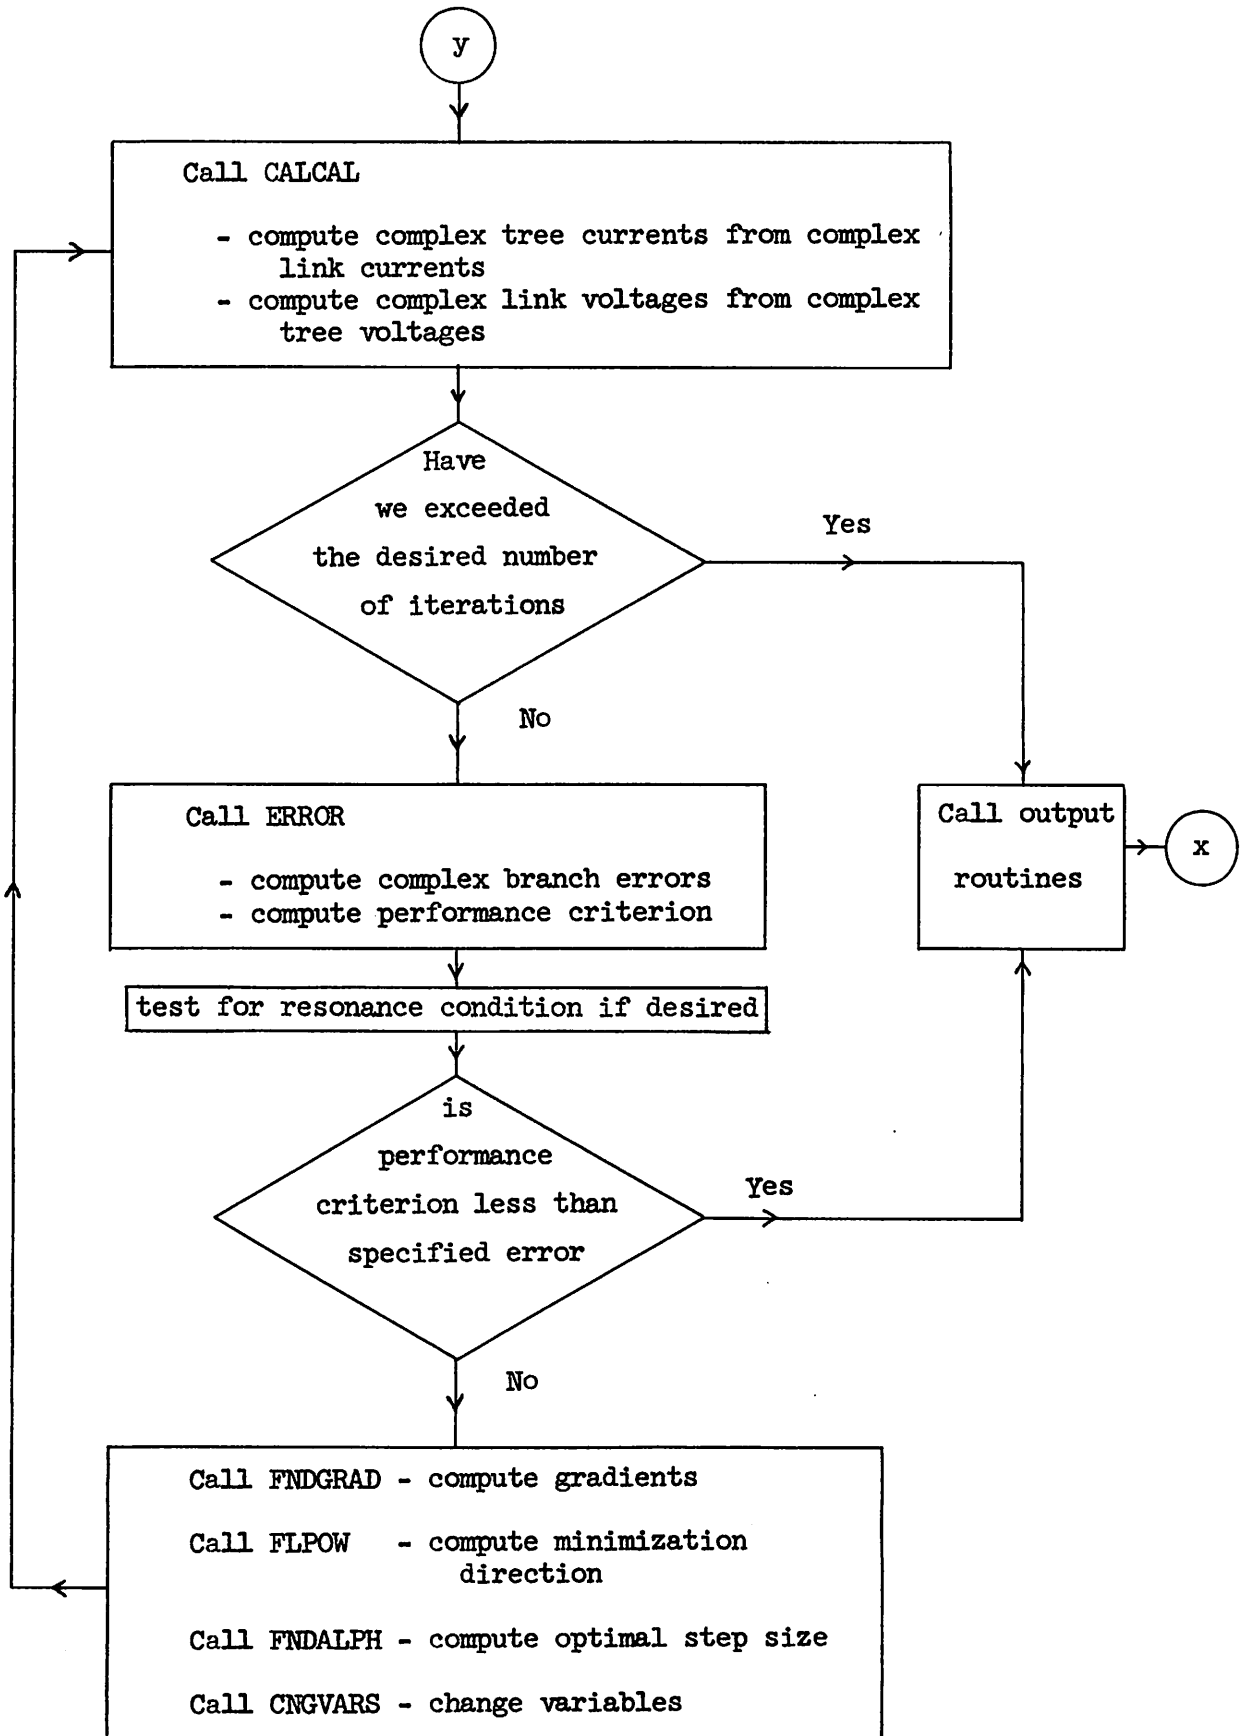 y
Call CALCAL
- compute complex tree currents from complex
link currents
- compute complex link voltages from complex
tree voltages
Have
we exceeded
the desired number
of iterations
Yes
No
Call ERROR
- compute complex branch errors
- compute performance criterion
Call output
routines
x
test for resonance condition if desired
is
performance
criterion less than
specified error
Yes
No
Call FNDGRAD - compute gradients
Call FLPOW - compute minimization
direction
Call FNDALPH - compute optimal step size
Call CNGVARS - change variables